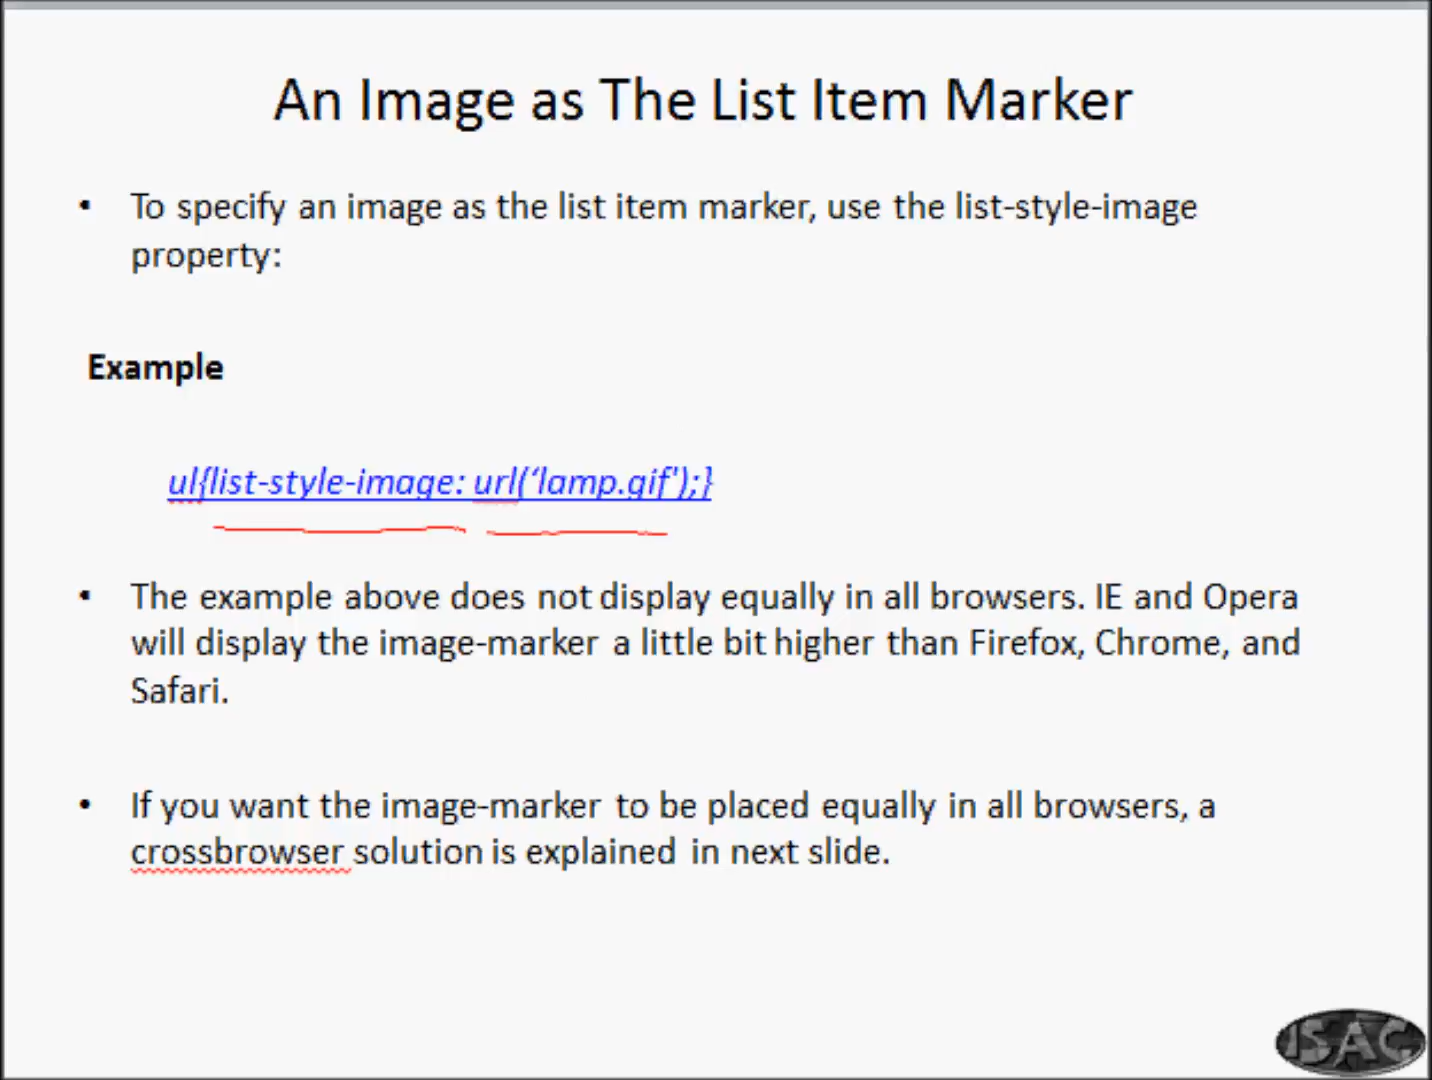 An Image as The List Item Marker
• To specify an image as the list item marker, use the list-style-image
property:
Example
ul{list-style-image: url(‘lamp.gif');}
• The example above does not display equally in all browsers. IE and Opera
will display the image-marker a little bit higher than Firefox, Chrome, and
Safari.
• If you want the image-marker to be placed equally in all browsers, a
crossbrowser solution is explained in next slide.
ISAC